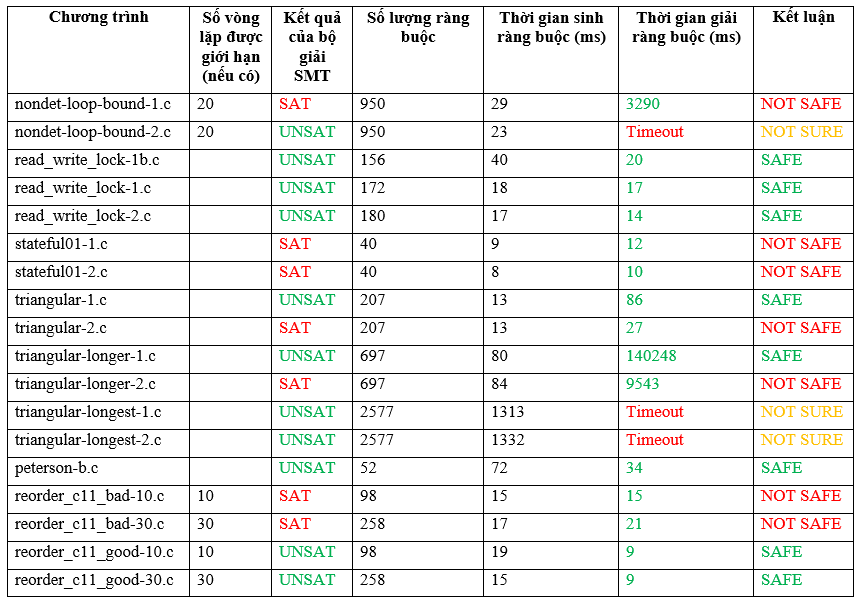 Chương trình | Số vòng lặp được giới hạn (nếu có) | Kết quả của bộ giải SMT | Số lượng ràng buộc | Thời gian sinh ràng buộc (ms) | Thời gian giải ràng buộc (ms) | Kết luận
nondet-loop-bound-1.c | 20 | SAT | 950 | 29 | 3290 | NOT SAFE
nondet-loop-bound-2.c | 20 | UNSAT | 950 | 23 | Timeout | NOT SURE
read_write_lock-1b.c | | UNSAT | 156 | 40 | 20 | SAFE
read_write_lock-1.c | | UNSAT | 172 | 18 | 17 | SAFE
read_write_lock-2.c | | UNSAT | 180 | 17 | 14 | SAFE
stateful01-1.c | | SAT | 40 | 9 | 12 | NOT SAFE
stateful01-2.c | | SAT | 40 | 8 | 10 | NOT SAFE
triangular-1.c | | UNSAT | 207 | 13 | 86 | SAFE
triangular-2.c | | SAT | 207 | 13 | 27 | NOT SAFE
triangular-longer-1.c | | UNSAT | 697 | 80 | 140248 | SAFE
triangular-longer-2.c | | SAT | 697 | 84 | 9543 | NOT SAFE
triangular-longest-1.c | | UNSAT | 2577 | 1313 | Timeout | NOT SURE
triangular-longest-2.c | | UNSAT | 2577 | 1332 | Timeout | NOT SURE
peterson-b.c | | UNSAT | 52 | 72 | 34 | SAFE
reorder_c11_bad-10.c | 10 | SAT | 98 | 15 | 15 | NOT SAFE
reorder_c11_bad-30.c | 30 | SAT | 258 | 17 | 21 | NOT SAFE
reorder_c11_good-10.c | 10 | UNSAT | 98 | 19 | 9 | SAFE
reorder_c11_good-30.c | 30 | UNSAT | 258 | 15 | 9 | SAFE